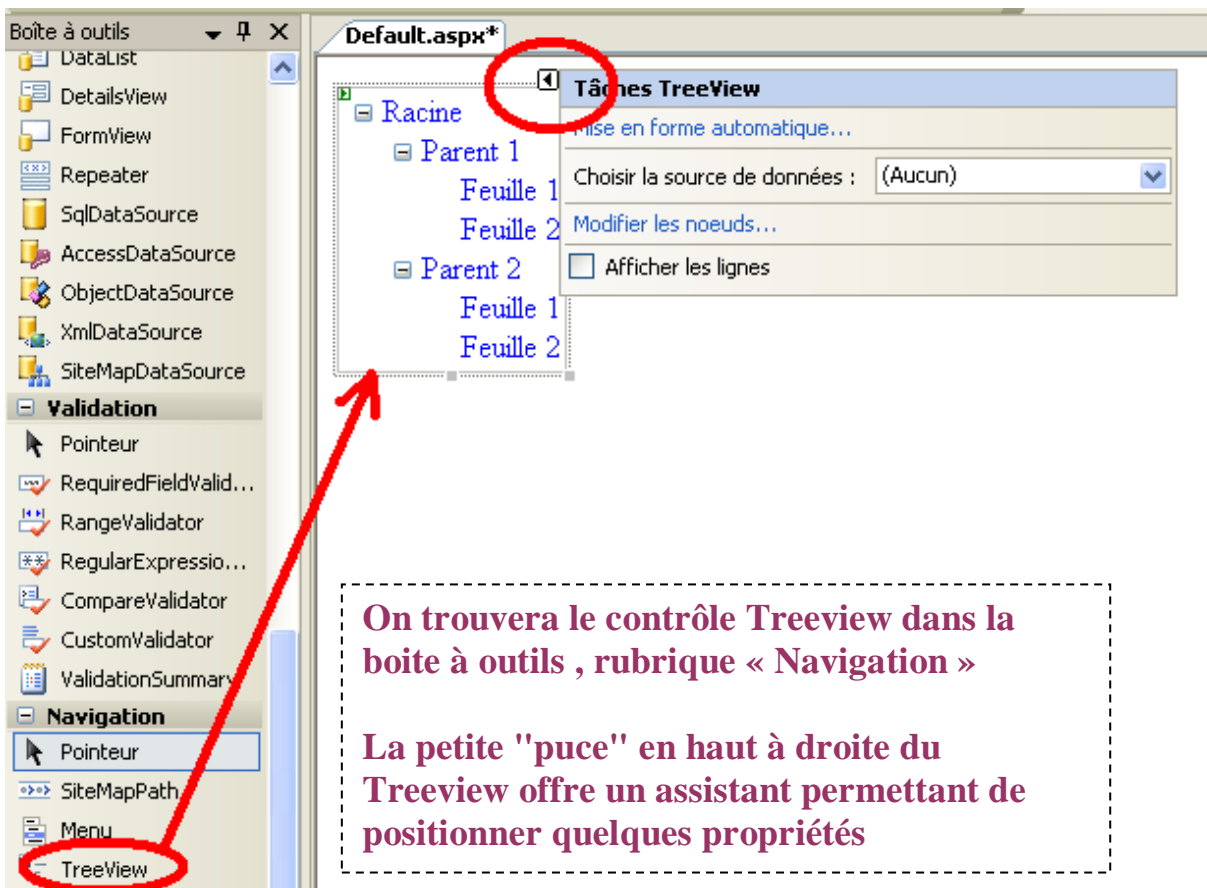 Boîte à outils
DataList
DetailsView
FormView
Repeater
SqlDataSource
AccessDataSource
ObjectDataSource
XmlDataSource
SiteMapDataSource
Validation
Pointeur
RequiredFieldValid...
RangeValidator
RegularExpressio...
CompareValidator
CustomValidator
ValidationSummary
Navigation
Pointeur
SiteMapPath
Menu
TreeView
Default.aspx*
Racine
Parent 1
Feuille 1
Feuille 2
Parent 2
Feuille 1
Feuille 2
Tâches TreeView
Mise en forme automatique...
Choisir la source de données : (Aucun)
Modifier les noeuds...
Afficher les lignes
On trouvera le contrôle Treeview dans la
boite à outils , rubrique « Navigation »
La petite "puce" en haut à droite du
Treeview offre un assistant permettant de
positionner quelques propriétés